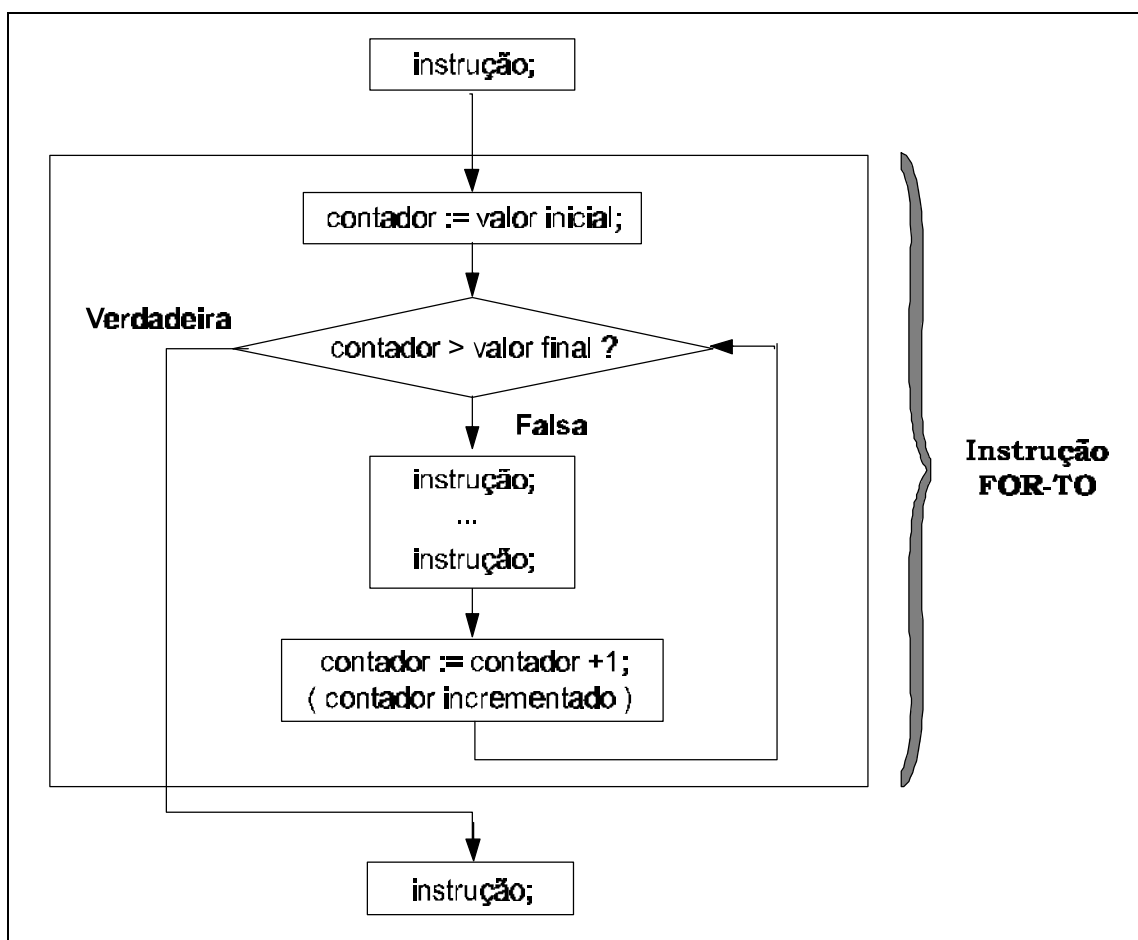 instrução;
contador := valor inicial;
Verdadeira
contador > valor final ?
Falsa
instrução;
...
instrução;
contador := contador +1;
( contador incrementado )
instrução;
Instrução
FOR-TO